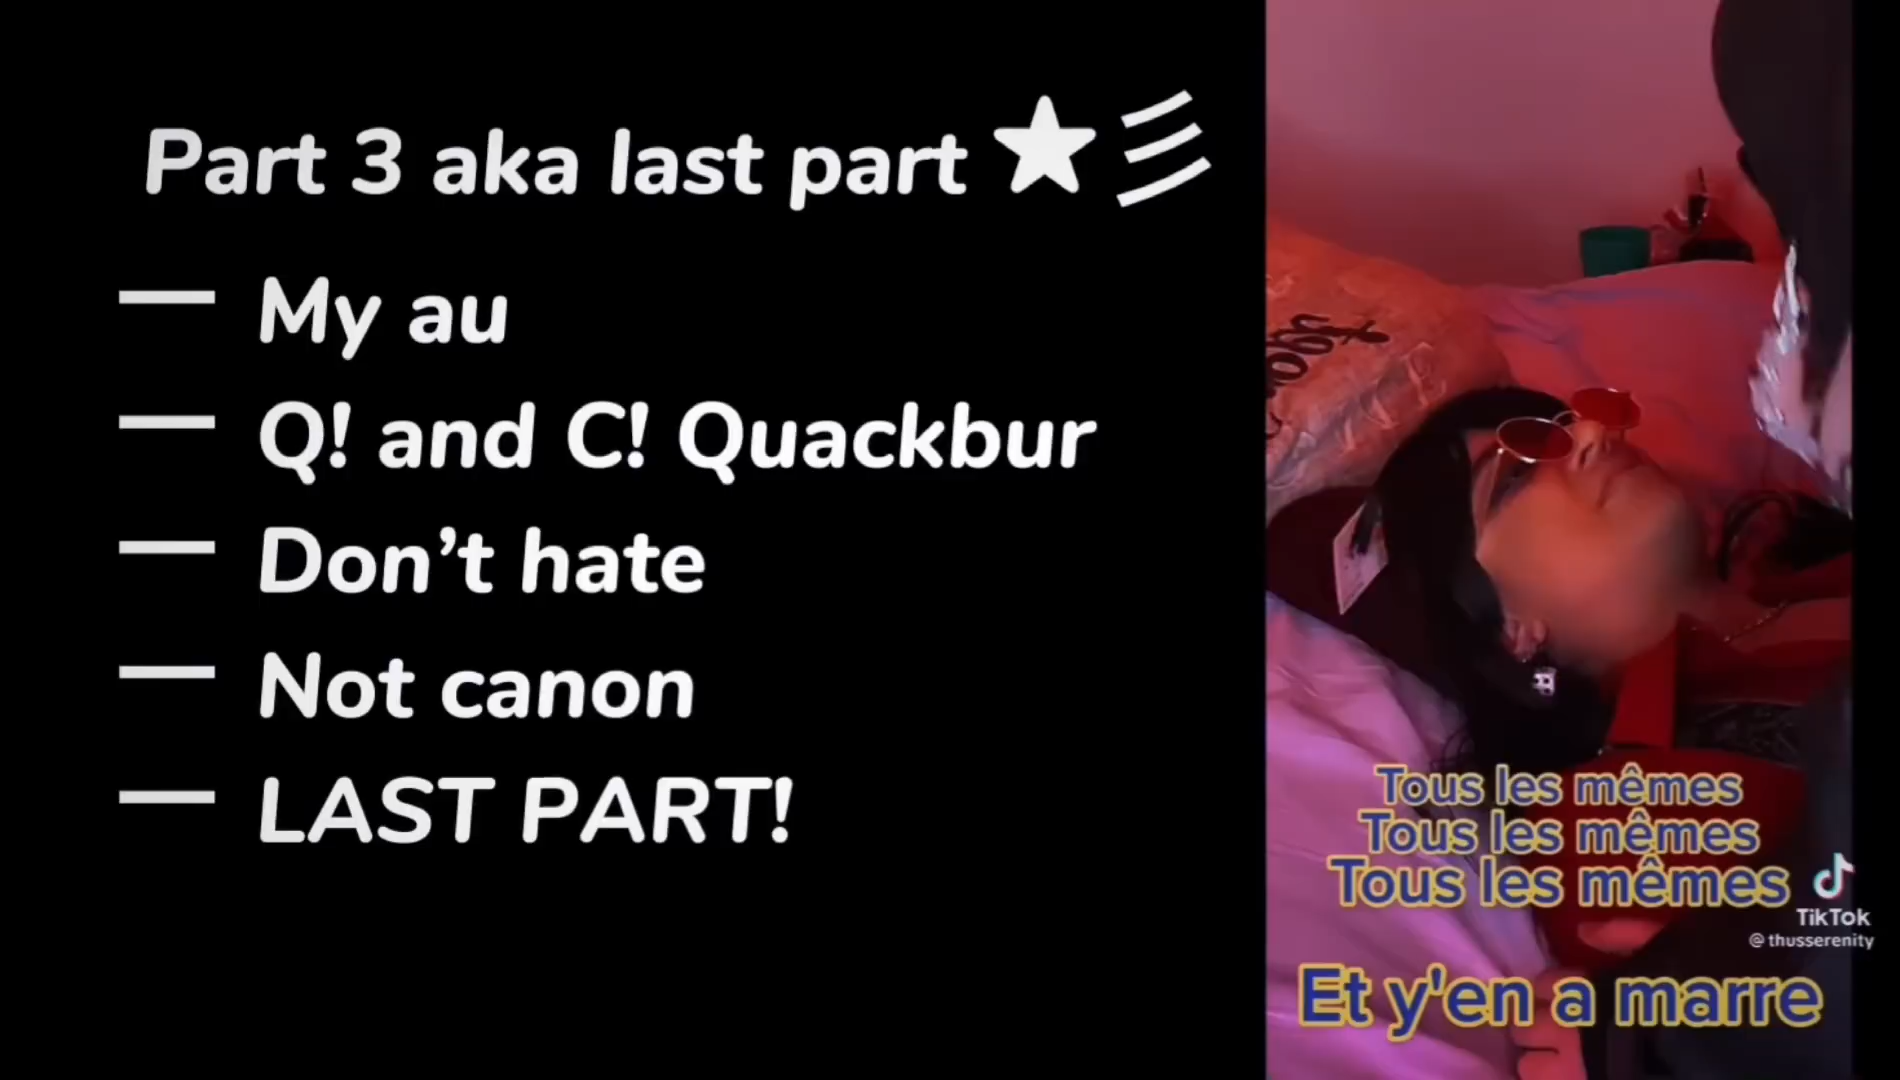 Part 3 aka last part ★彡
— My au
— Q! and C! Quackbur
— Don’t hate
— Not canon
— LAST PART!
Tous les mêmes
Tous les mêmes
Tous les mêmes
Et y'en a marre
TikTok
@thusserenity